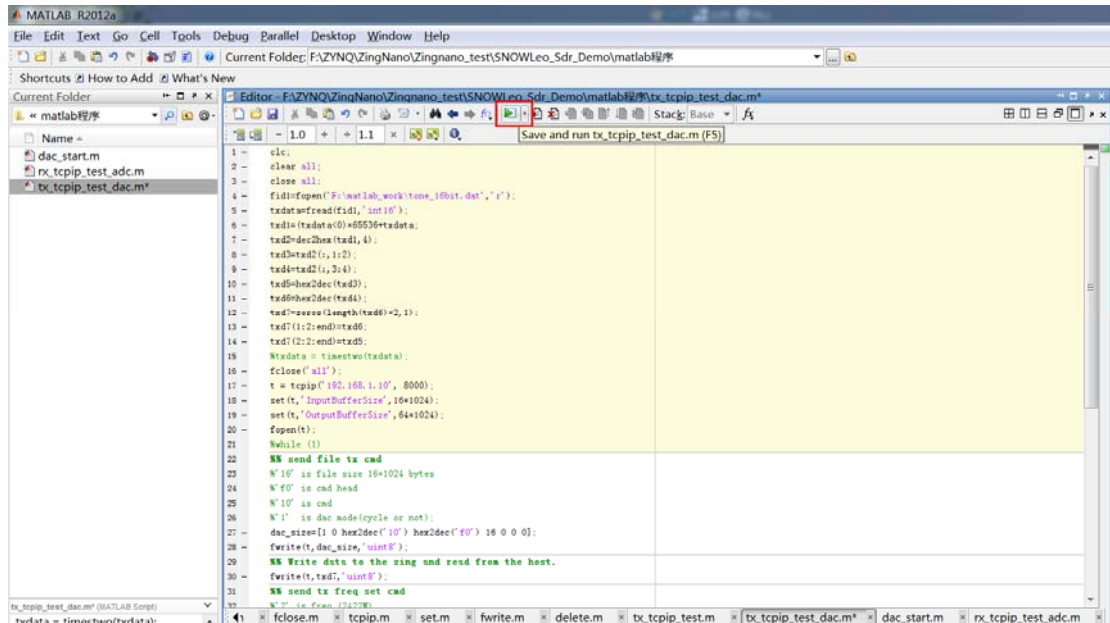 MATLAB R2012a
File Edit Text Go Cell Tools Debug Parallel Desktop Window Help
Current Folder: F:\ZYNQ\ZingNano\Zingnano_test\SNOWLeo_Sdr_Demo\matlab程序
Shortcuts How to Add What's New
Current Folder
Editor - F:\ZYNQ\ZingNano\Zingnano_test\SNOWLeo_Sdr_Demo\matlab程序\tx_tcpip_test_dac.m*
« matlab程序
Stack: Base
Name
- 1.0 + ÷ 1.1 ×
Save and run tx_tcpip_test_dac.m (F5)
dac_start.m
rx_tcpip_test_adc.m
tx_tcpip_test_dac.m*
1 - clc;
2 - clear all;
3 - close all;
4 - fid1=fopen('F:\matlab_work\tone_16bit.dat','r');
5 - txdata=fread(fid1,'int16');
6 - txd1=(txdata<0)*65536+txdata;
7 - txd2=dec2hex(txd1,4);
8 - txd3=txd2(:,1:2);
9 - txd4=txd2(:,3:4);
10 - txd5=hex2dec(txd3);
11 - txd6=hex2dec(txd4);
12 - txd7=zeros(length(txd6)*2,1);
13 - txd7(1:2:end)=txd6;
14 - txd7(2:2:end)=txd5;
15 %txdata = timestwo(txdata);
16 - fclose('all');
17 - t = tcpip('192.168.1.10', 8000);
18 - set(t,'InputBufferSize',16*1024);
19 - set(t,'OutputBufferSize',64*1024);
20 - fopen(t);
21 %while (1)
22 %% send file tx cmd
23 %'16' is file size 16*1024 bytes
24 %'f0' is cmd head
25 %'10' is cmd
26 %'1' is dac mode(cycle or not);
27 - dac_size=[1 0 hex2dec('10') hex2dec('f0') 16 0 0 0];
28 - fwrite(t,dac_size,'uint8');
29 %% Write data to the zing and read from the host.
30 - fwrite(t,txd7,'uint8');
31 %% send tx freq set cmd
32 %'2' is freq (2422M)
tx_tcpip_test_dac.m* (MATLAB Script)
txdata = timestwo(txdata);
fclose.m × tcpip.m × set.m × fwrite.m × delete.m × tx_tcpip_test.m × tx_tcpip_test_dac.m* × dac_start.m × rx_tcpip_test_adc.m ×